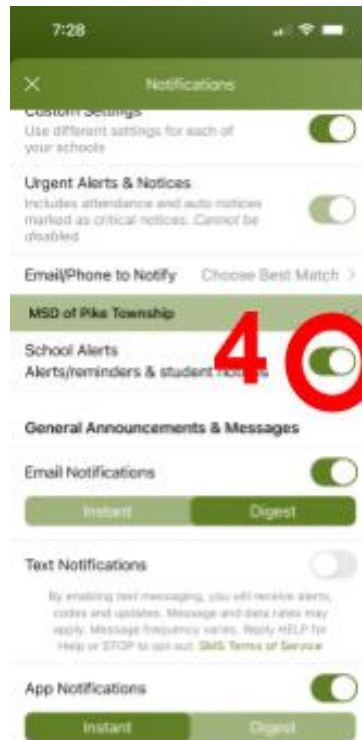 7:28
Notifications
Custom Settings
Use different settings for each of
your schools
Urgent Alerts & Notices
Includes attendance and auto notices
marked as critical notices. Cannot be
disabled.
Email/Phone to Notify Choose Best Match >
MSD of Pike Township
School Alerts
4
Alerts/reminders & student notices
General Announcements & Messages
Email Notifications
Instant Digest
Text Notifications
By enabling text messaging, you will receive alerts,
codes and updates. Message and data rates may
apply. Message frequency varies. Reply HELP for
Help or STOP to opt out. SMS Terms of Service
App Notifications
Instant Digest